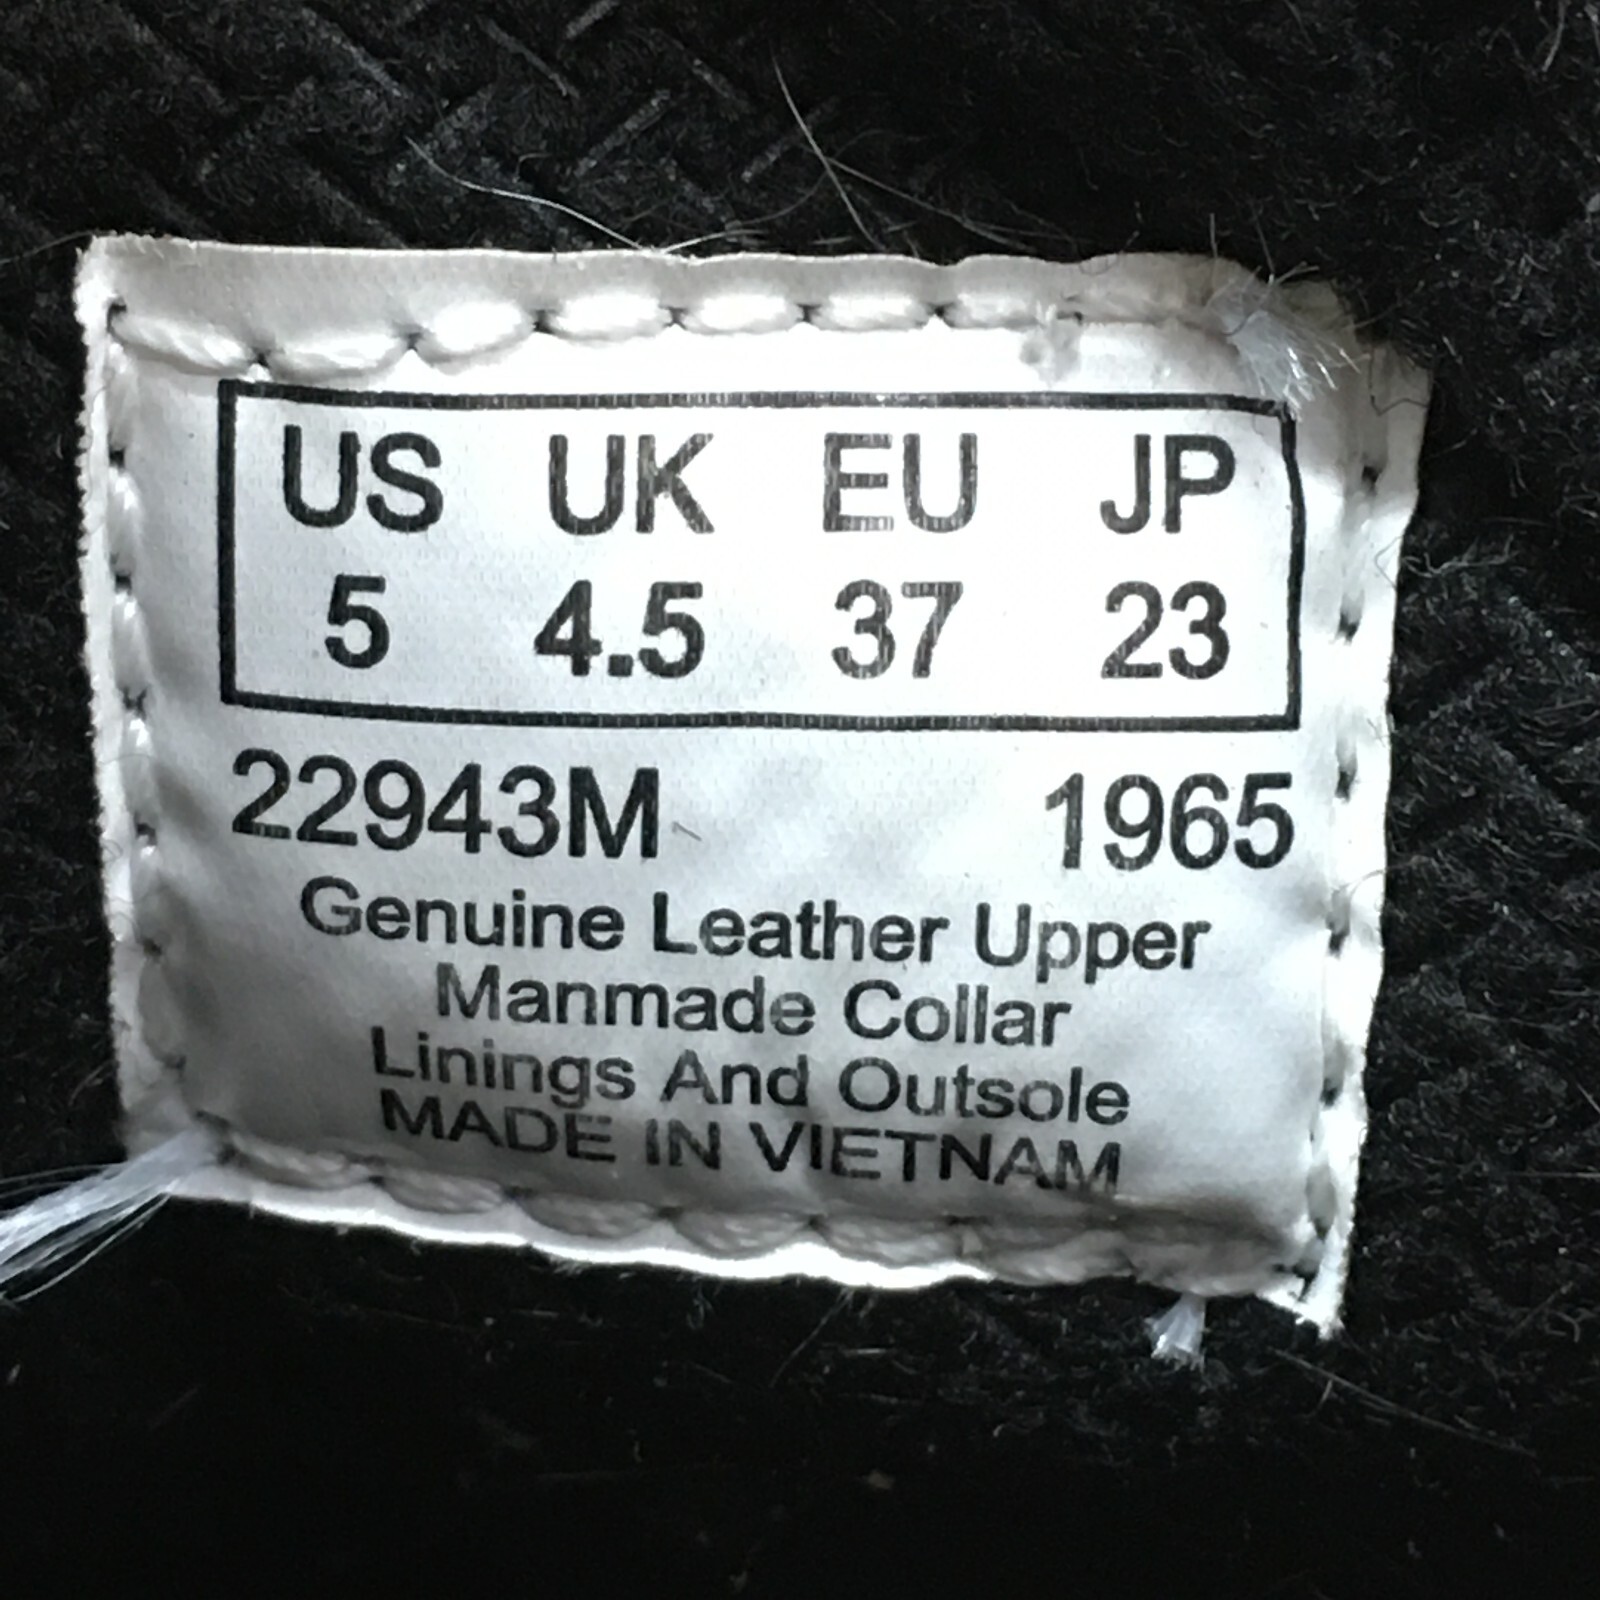 US UK EU JP
5 4.5 37 23
22943M 1965
Genuine Leather Upper
Manmade Collar
Linings And Outsole
MADE IN VIETNAM